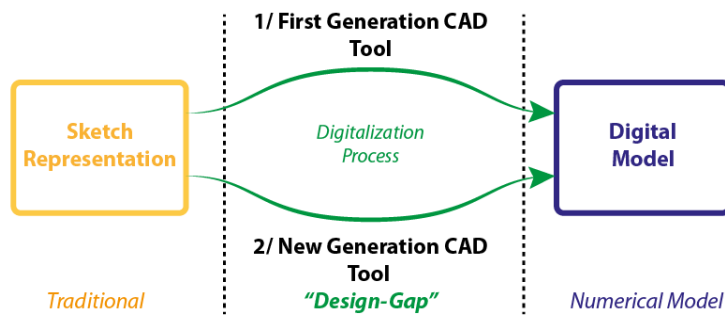 1/ First Generation CAD
Tool
Sketch
Representation
Digitalization
Process
Digital
Model
2/ New Generation CAD
Tool
Traditional
“Design-Gap”
Numerical Model